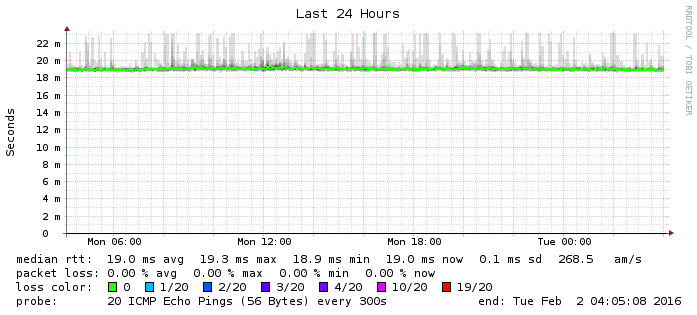 Last 24 Hours
RRDTOOL / TOBI OETIKER
Seconds
22 m
20 m
18 m
16 m
14 m
12 m
10 m
8 m
6 m
4 m
2 m
0
Mon 06:00 Mon 12:00 Mon 18:00 Tue 00:00
median rtt: 19.0 ms avg 19.3 ms max 18.9 ms min 19.0 ms now 0.1 ms sd 268.5 am/s
packet loss: 0.00 % avg 0.00 % max 0.00 % min 0.00 % now
loss color: 0 1/20 2/20 3/20 4/20 10/20 19/20
probe: 20 ICMP Echo Pings (56 Bytes) every 300s end: Tue Feb 2 04:05:08 2016